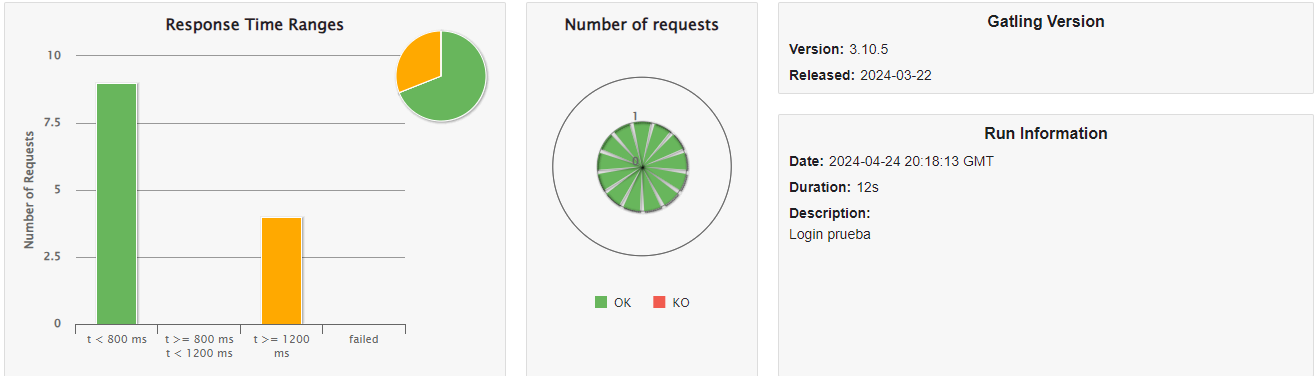 Response Time Ranges
10
7.5
5
2.5
0
Number of Requests
t < 800 ms
t >= 800 ms
t < 1200 ms
t >= 1200
ms
failed
Number of requests
1
0
OK
KO
Gatling Version
Version: 3.10.5
Released: 2024-03-22
Run Information
Date: 2024-04-24 20:18:13 GMT
Duration: 12s
Description:
Login prueba